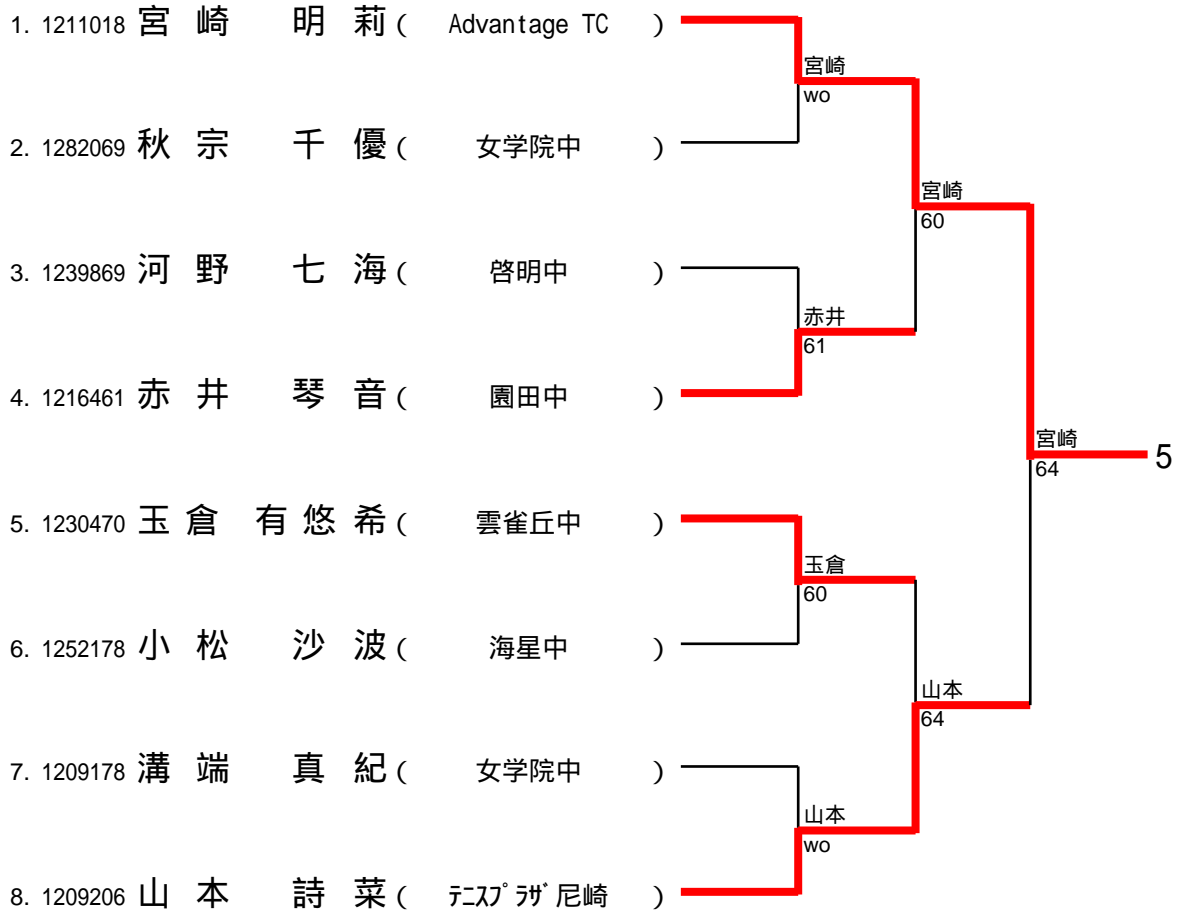 1. 1211018 宮 崎 明 莉 ( Advantage TC )
宮崎
wo
2. 1282069 秋 宗 千 優 ( 女学院中 )
宮崎
60
3. 1239869 河 野 七 海 ( 啓明中 )
赤井
61
4. 1216461 赤 井 琴 音 ( 園田中 )
宮崎
64
5
5. 1230470 玉 倉 有 悠 希 ( 雲雀丘中 )
玉倉
60
6. 1252178 小 松 沙 波 ( 海星中 )
山本
64
7. 1209178 溝 端 真 紀 ( 女学院中 )
山本
wo
8. 1209206 山 本 詩 菜 ( ﾃﾆｽﾌﾟﾗｻﾞ尼崎 )